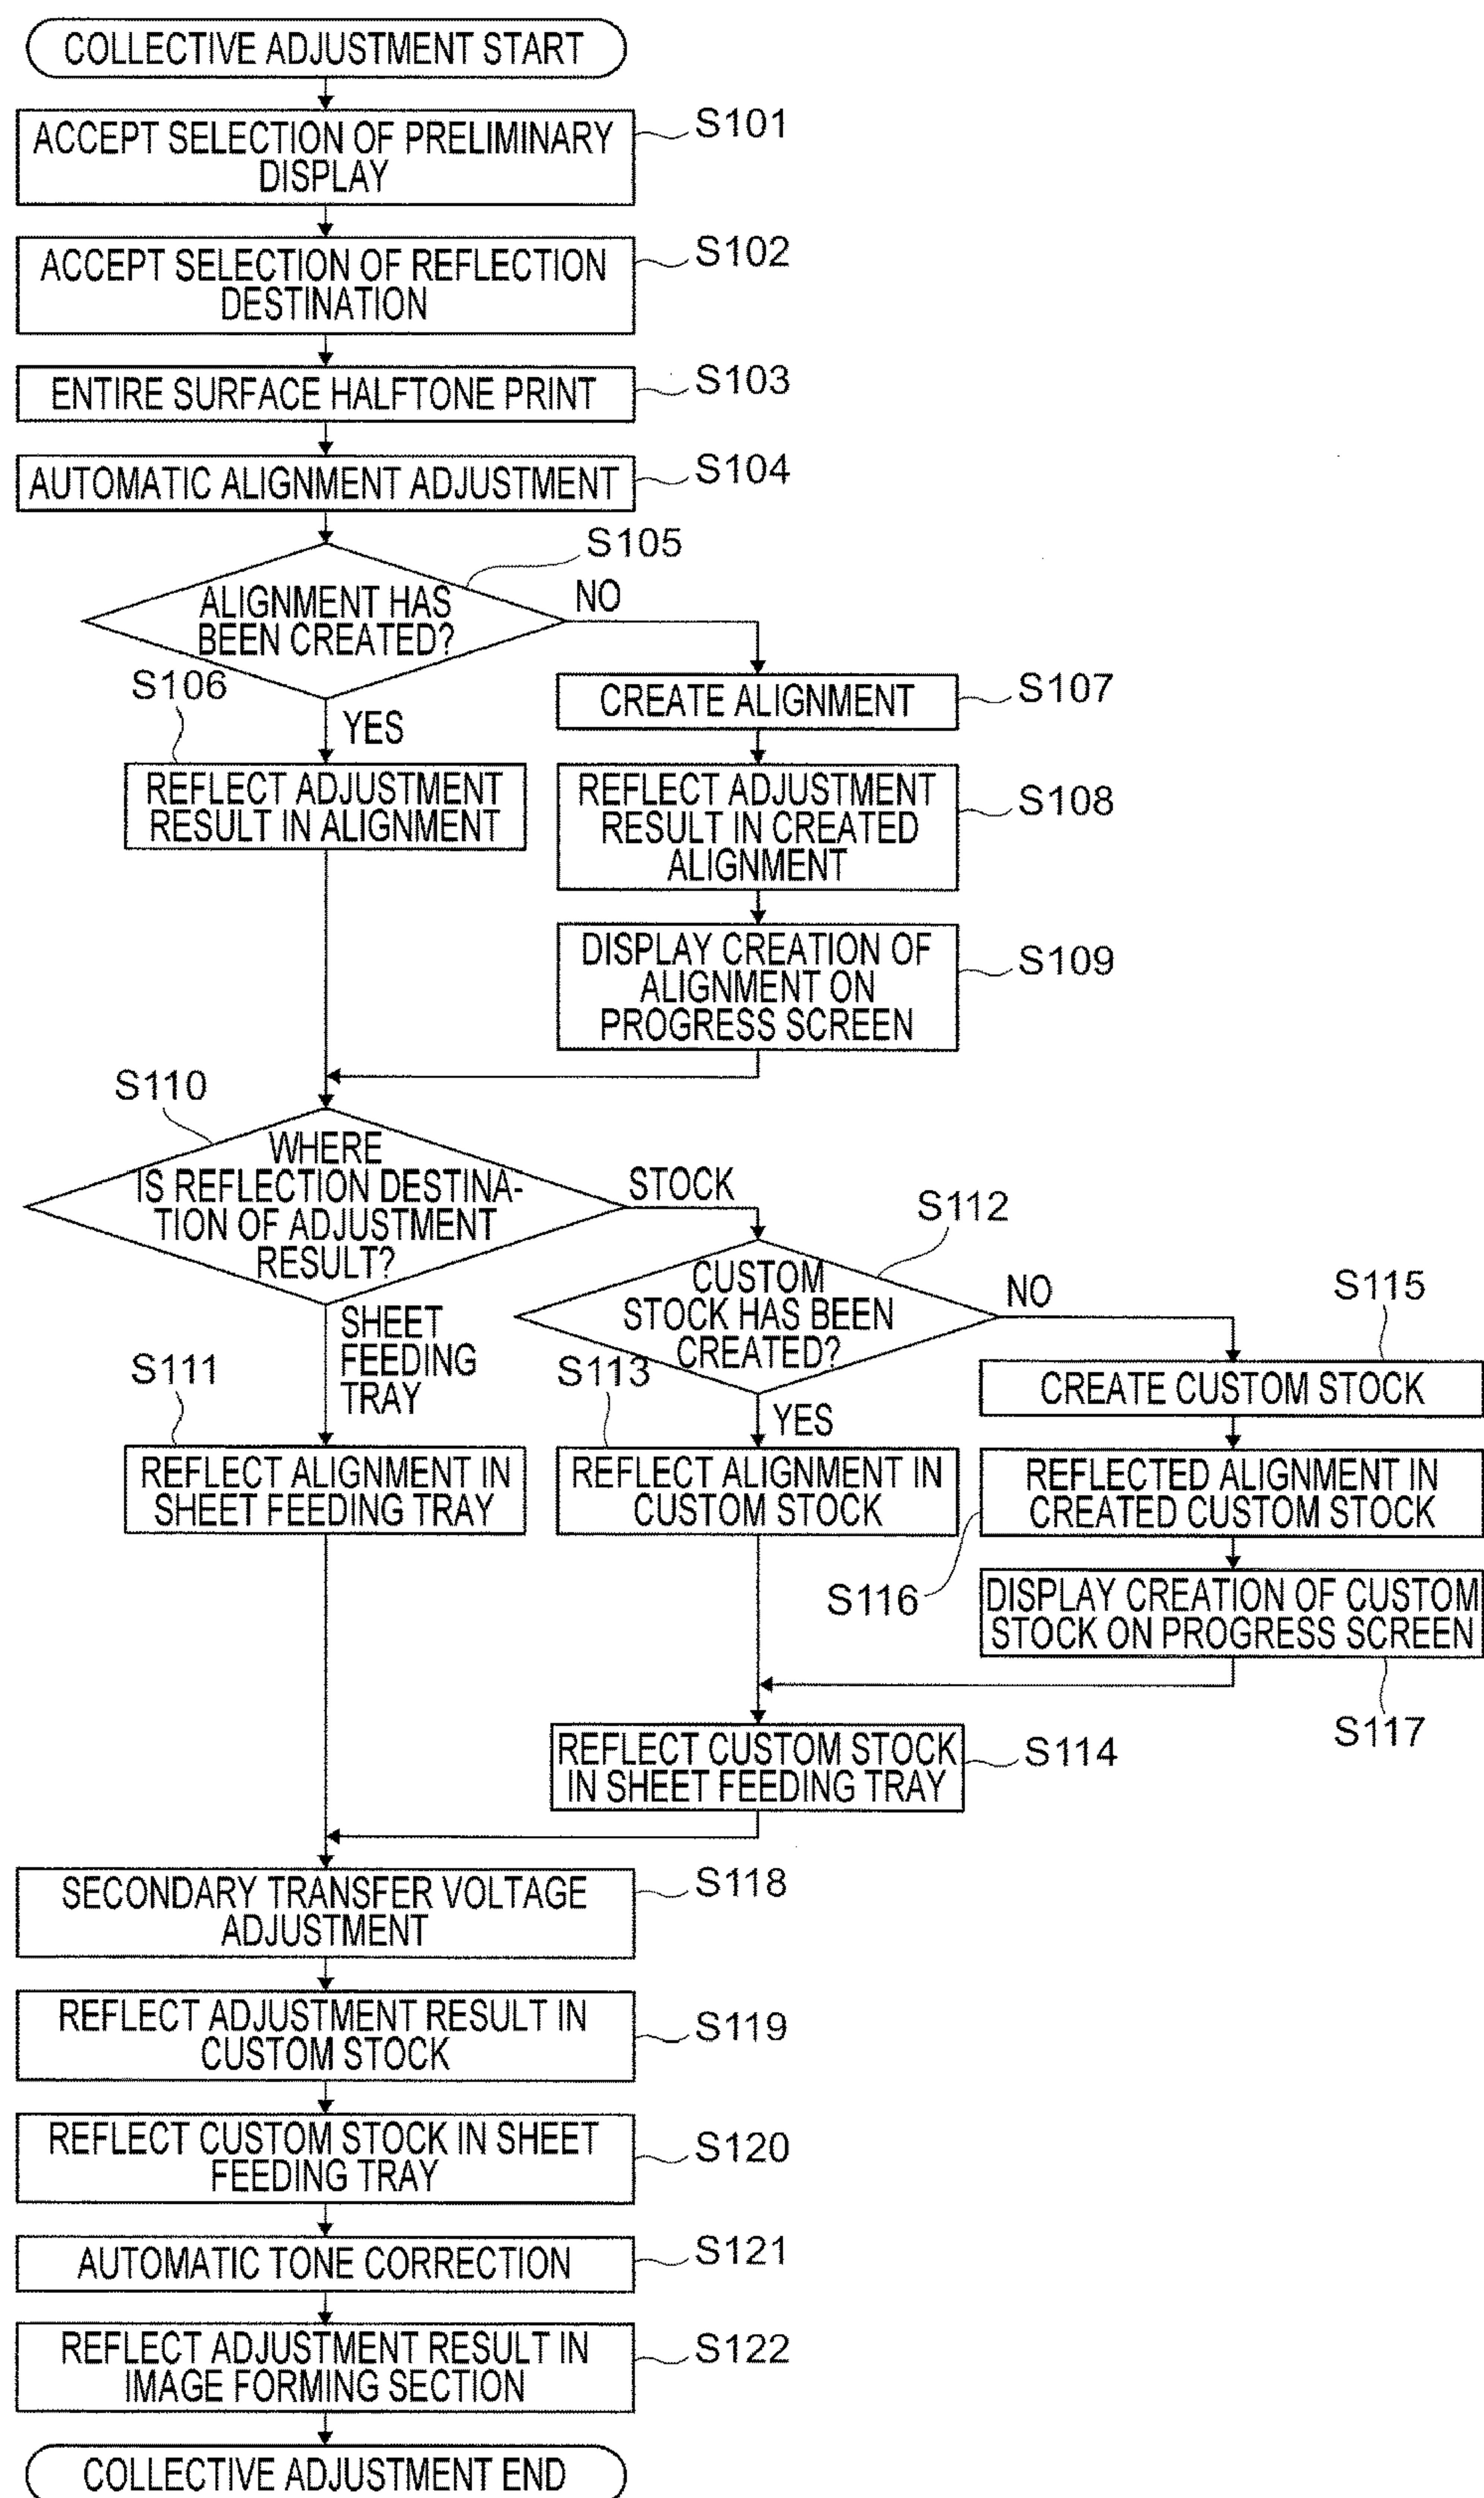 COLLECTIVE ADJUSTMENT START
ACCEPT SELECTION OF PRELIMINARY
DISPLAY
S101
ACCEPT SELECTION OF REFLECTION
DESTINATION
S102
ENTIRE SURFACE HALFTONE PRINT
S103
AUTOMATIC ALIGNMENT ADJUSTMENT
S104
S105
ALIGNMENT HAS
BEEN CREATED?
NO
S106
YES
CREATE ALIGNMENT
S107
REFLECT ADJUSTMENT
RESULT IN ALIGNMENT
REFLECT ADJUSTMENT
RESULT IN CREATED
ALIGNMENT
S108
DISPLAY CREATION OF
ALIGNMENT ON
PROGRESS SCREEN
S109
S110
WHERE
IS REFLECTION DESTINA-
TION OF ADJUSTMENT
RESULT?
STOCK
S112
CUSTOM
STOCK HAS BEEN
CREATED?
NO
S115
SHEET
FEEDING
TRAY
S111
S113
YES
CREATE CUSTOM STOCK
REFLECT ALIGNMENT IN
SHEET FEEDING TRAY
REFLECT ALIGNMENT IN
CUSTOM STOCK
REFLECTED ALIGNMENT IN
CREATED CUSTOM STOCK
S116
DISPLAY CREATION OF CUSTOM
STOCK ON PROGRESS SCREEN
S117
REFLECT CUSTOM STOCK
IN SHEET FEEDING TRAY
S114
SECONDARY TRANSFER VOLTAGE
ADJUSTMENT
S118
REFLECT ADJUSTMENT RESULT IN
CUSTOM STOCK
S119
REFLECT CUSTOM STOCK IN SHEET
FEEDING TRAY
S120
AUTOMATIC TONE CORRECTION
S121
REFLECT ADJUSTMENT RESULT IN
IMAGE FORMING SECTION
S122
COLLECTIVE ADJUSTMENT END